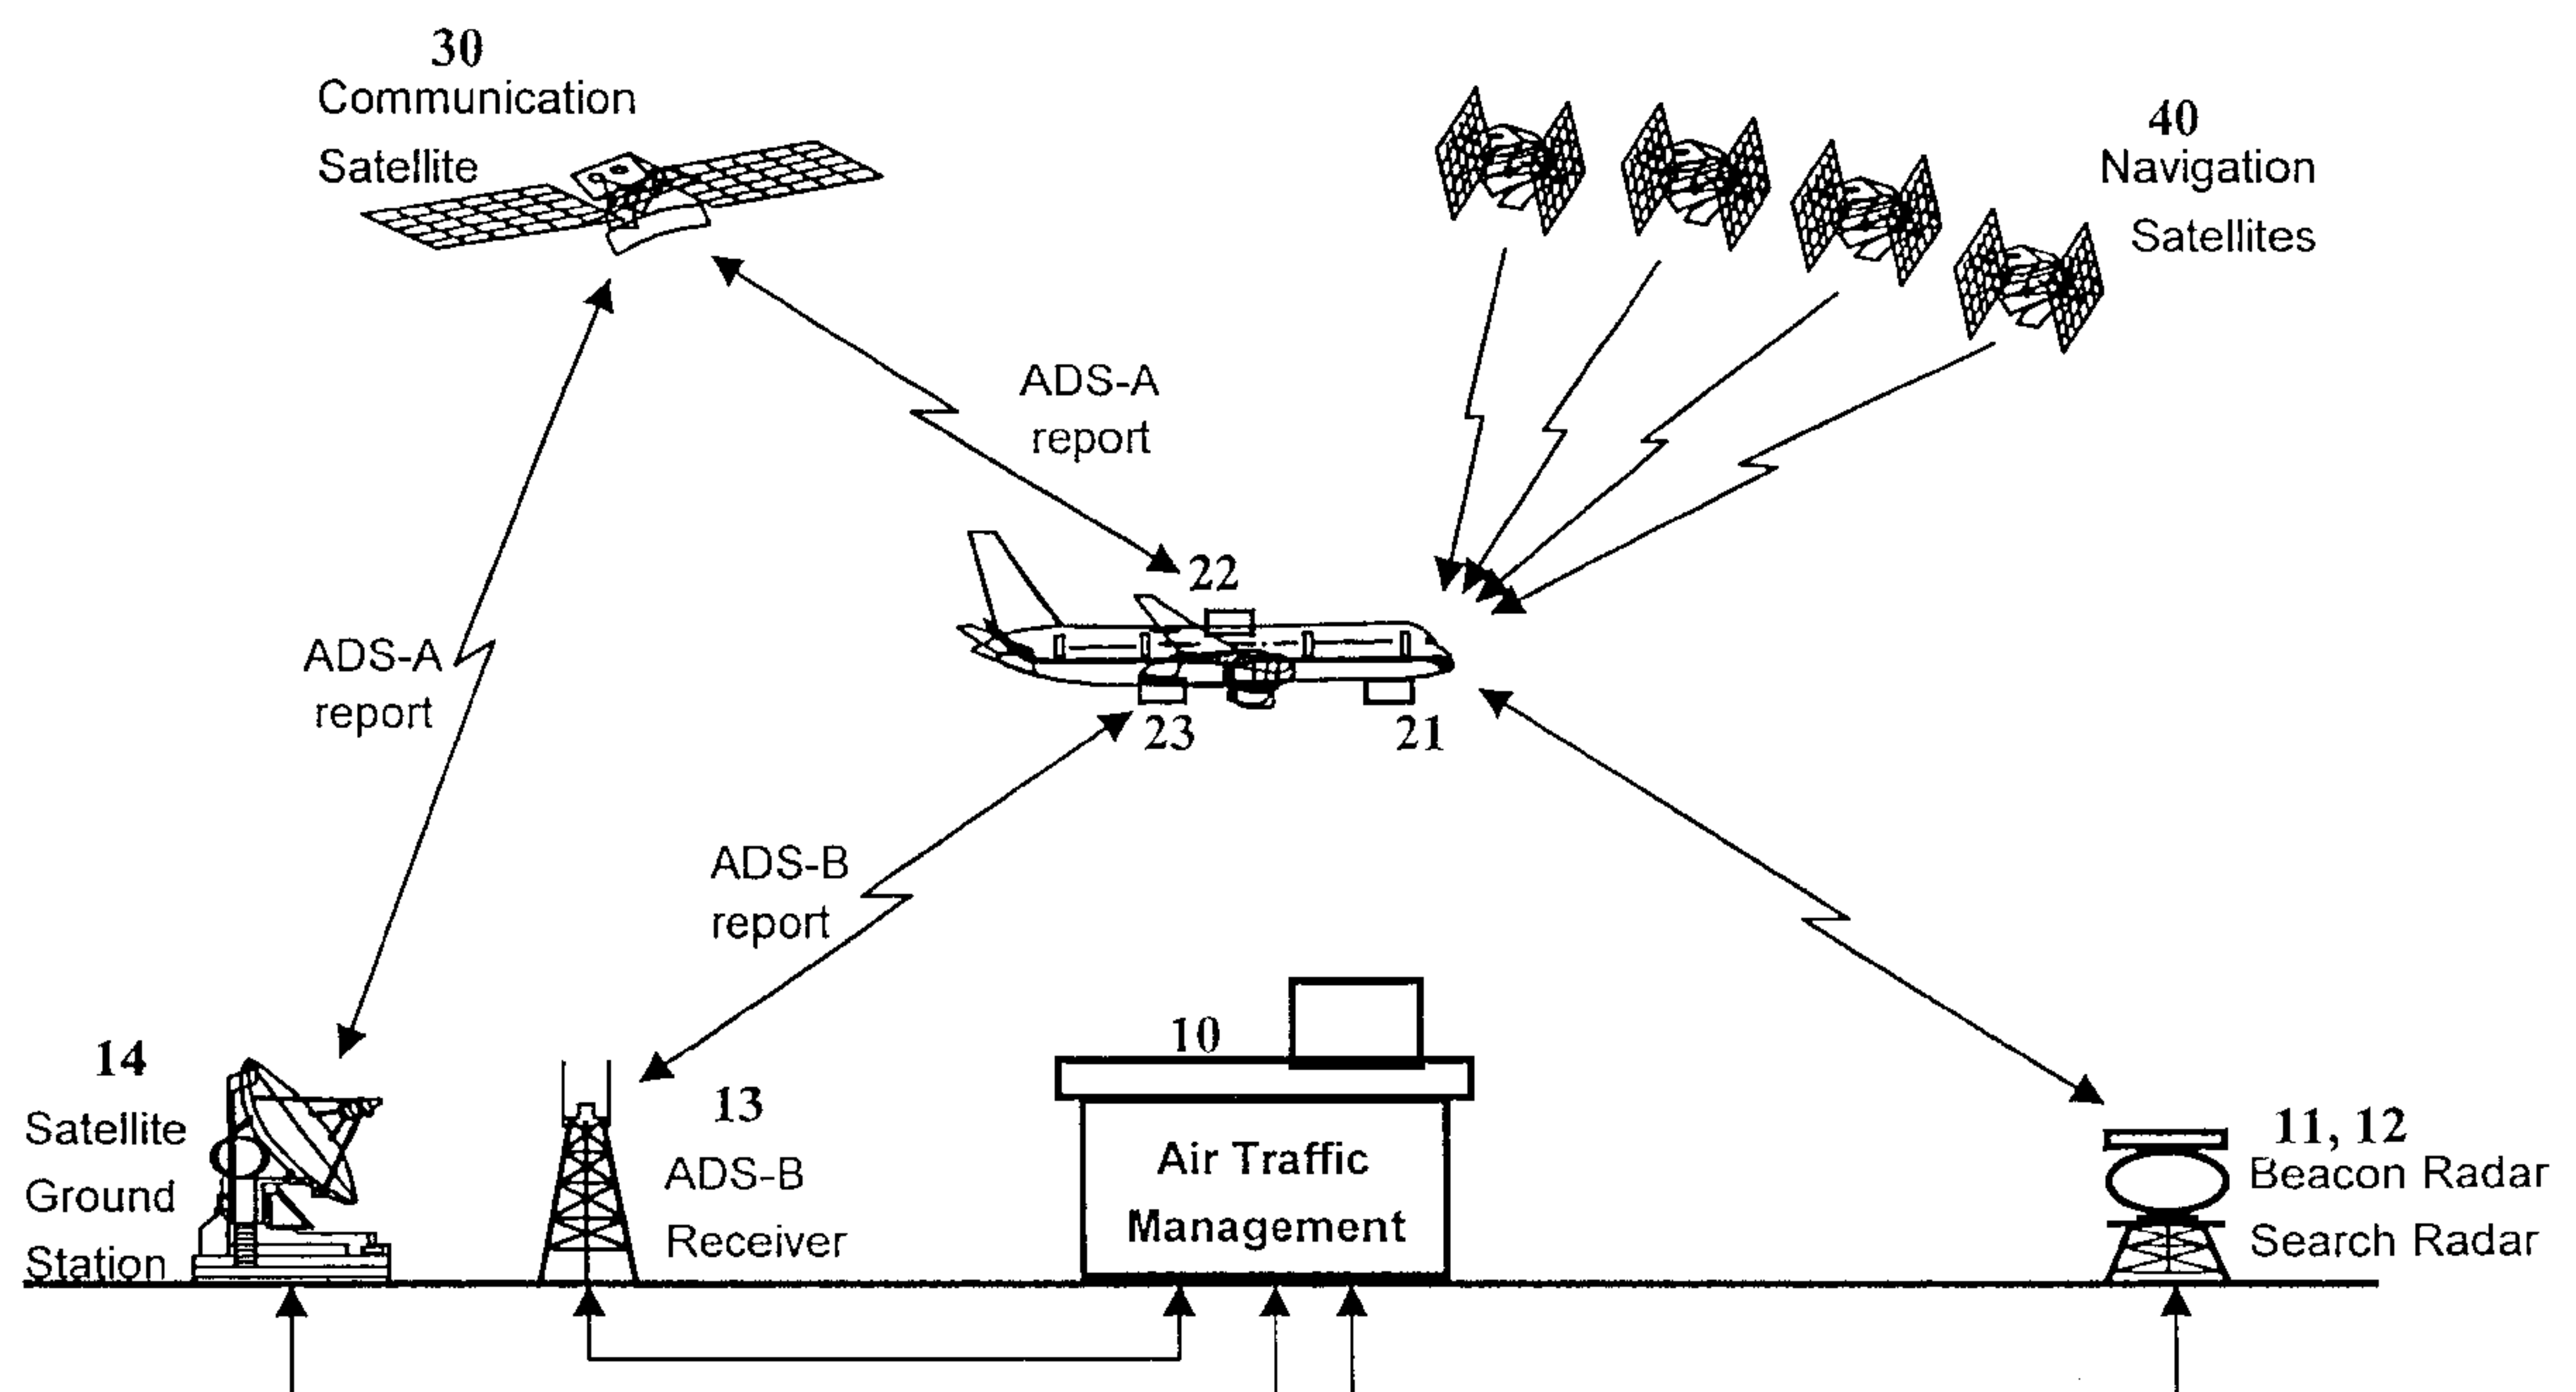 30
Communication
Satellite
40
Navigation
Satellites
ADS-A
report
22
ADS-A
report
23
21
ADS-B
report
10
14
Satellite
Ground
Station
13
ADS-B
Receiver
Air Traffic
Management
11, 12
Beacon Radar
Search Radar